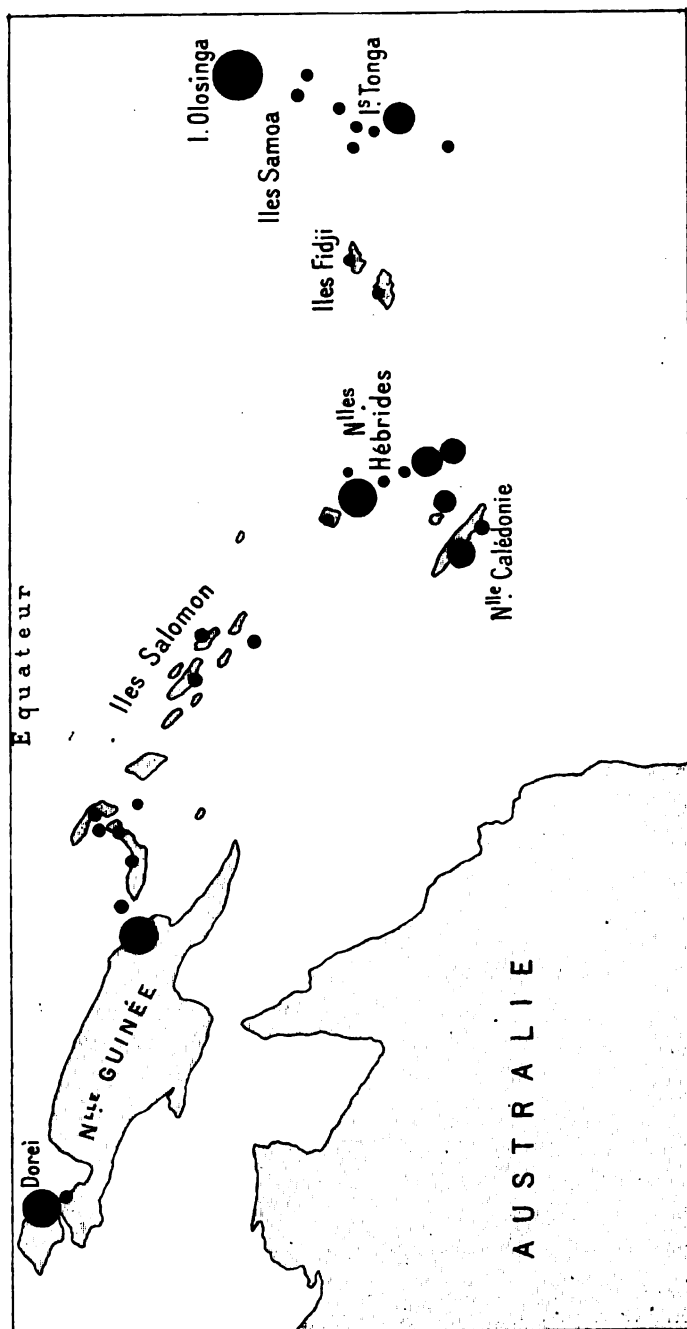 Equateur
Dorei
Nˡˡᵉ GUINÉE
Iles Salomon
Nˡˡᵉˢ
Hébrides
Nˡˡᵉ Calédonie
Iles Fidji
I. Olosinga
Iles Samoa
Iˢ. Tonga
AUSTRALIE